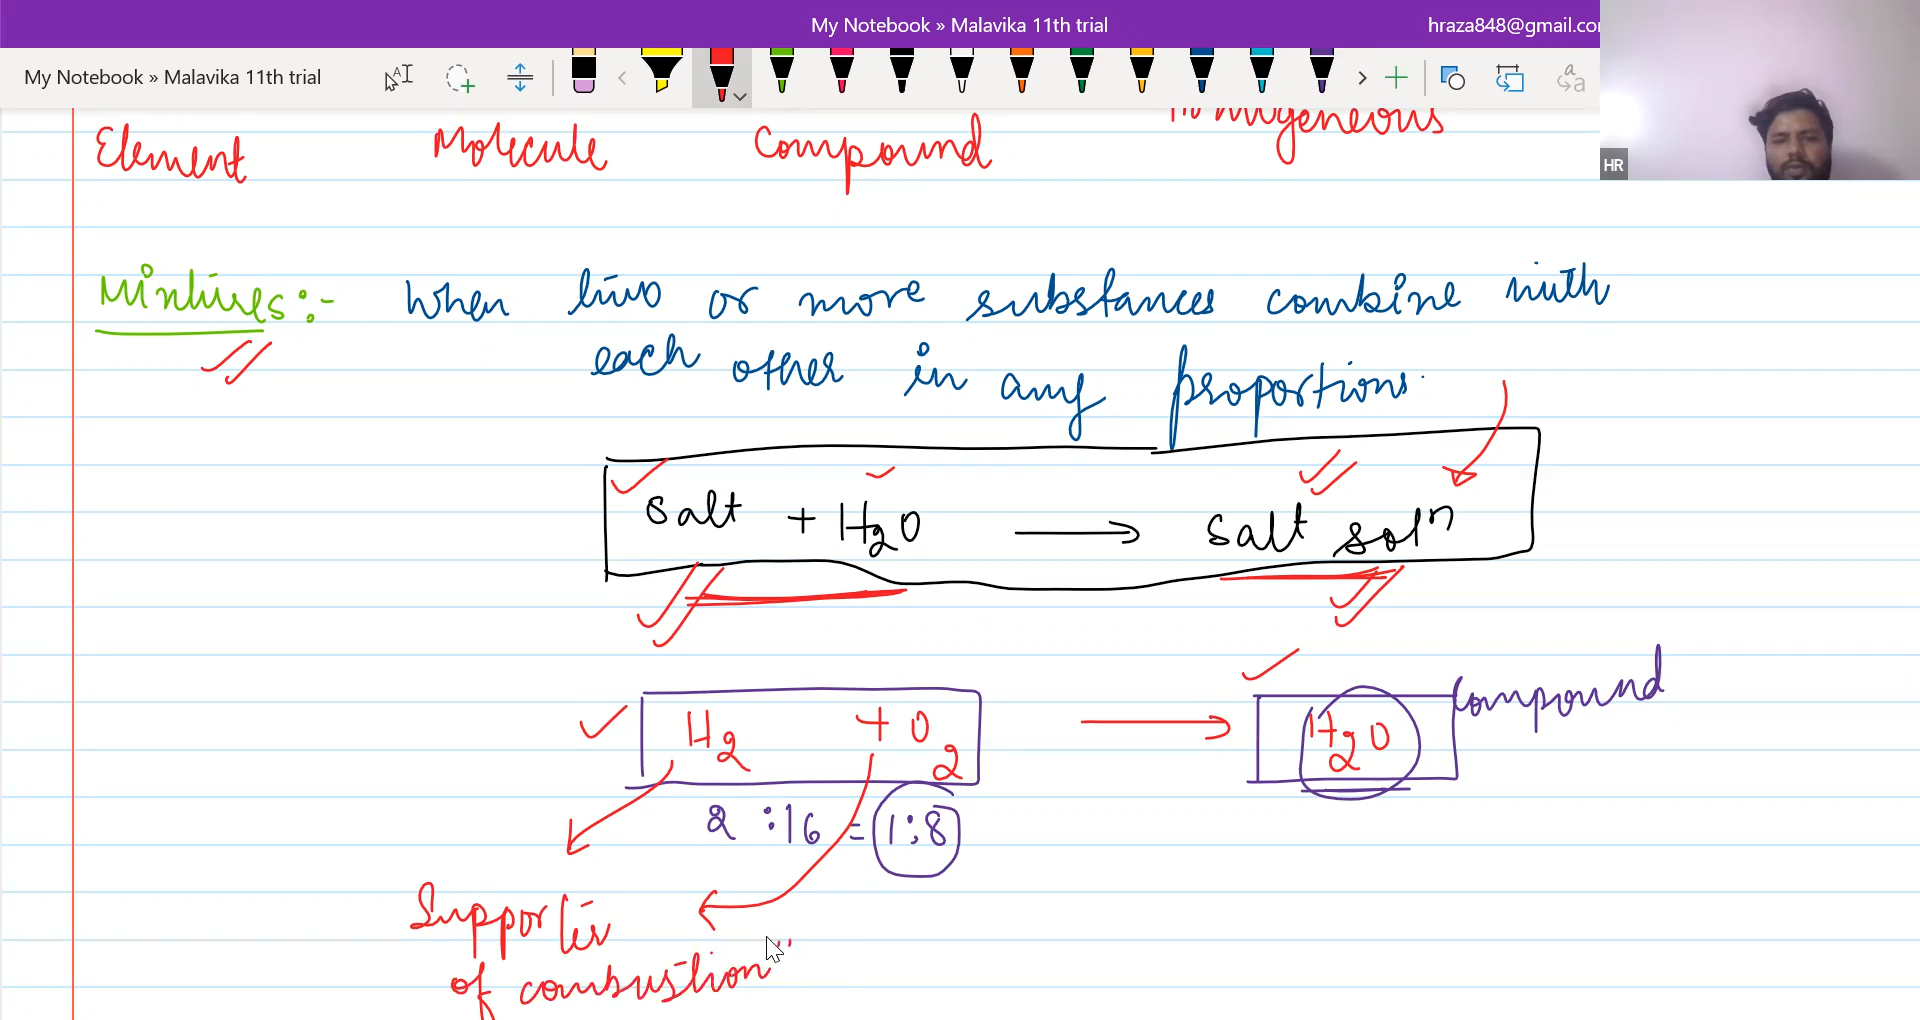 My Notebook » Malavika 11th trial
hraza848@gmail.co
My Notebook » Malavika 11th trial
HR
Element Molecule Compound Homogeneous
Mixtures:- When two or more substances combine with
each other in any proportions.
Salt + H2O → Salt solⁿ
H2 + O2 → H2O Compound
2 : 16 = 1:8
Supporter
of combustion"